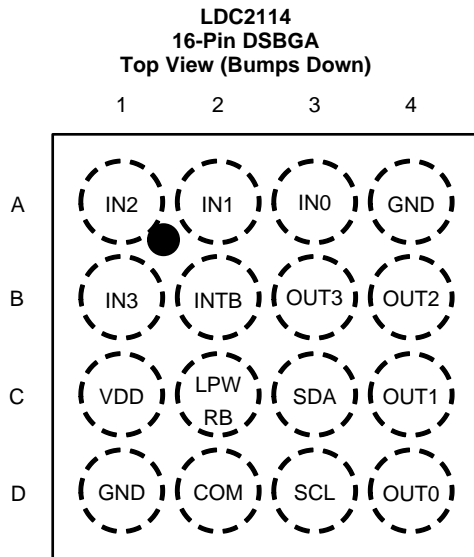 LDC2114
16-Pin DSBGA
Top View (Bumps Down)
1 2 3 4
A IN2 IN1 IN0 GND
B IN3 INTB OUT3 OUT2
C VDD LPW RB SDA OUT1
D GND COM SCL OUT0